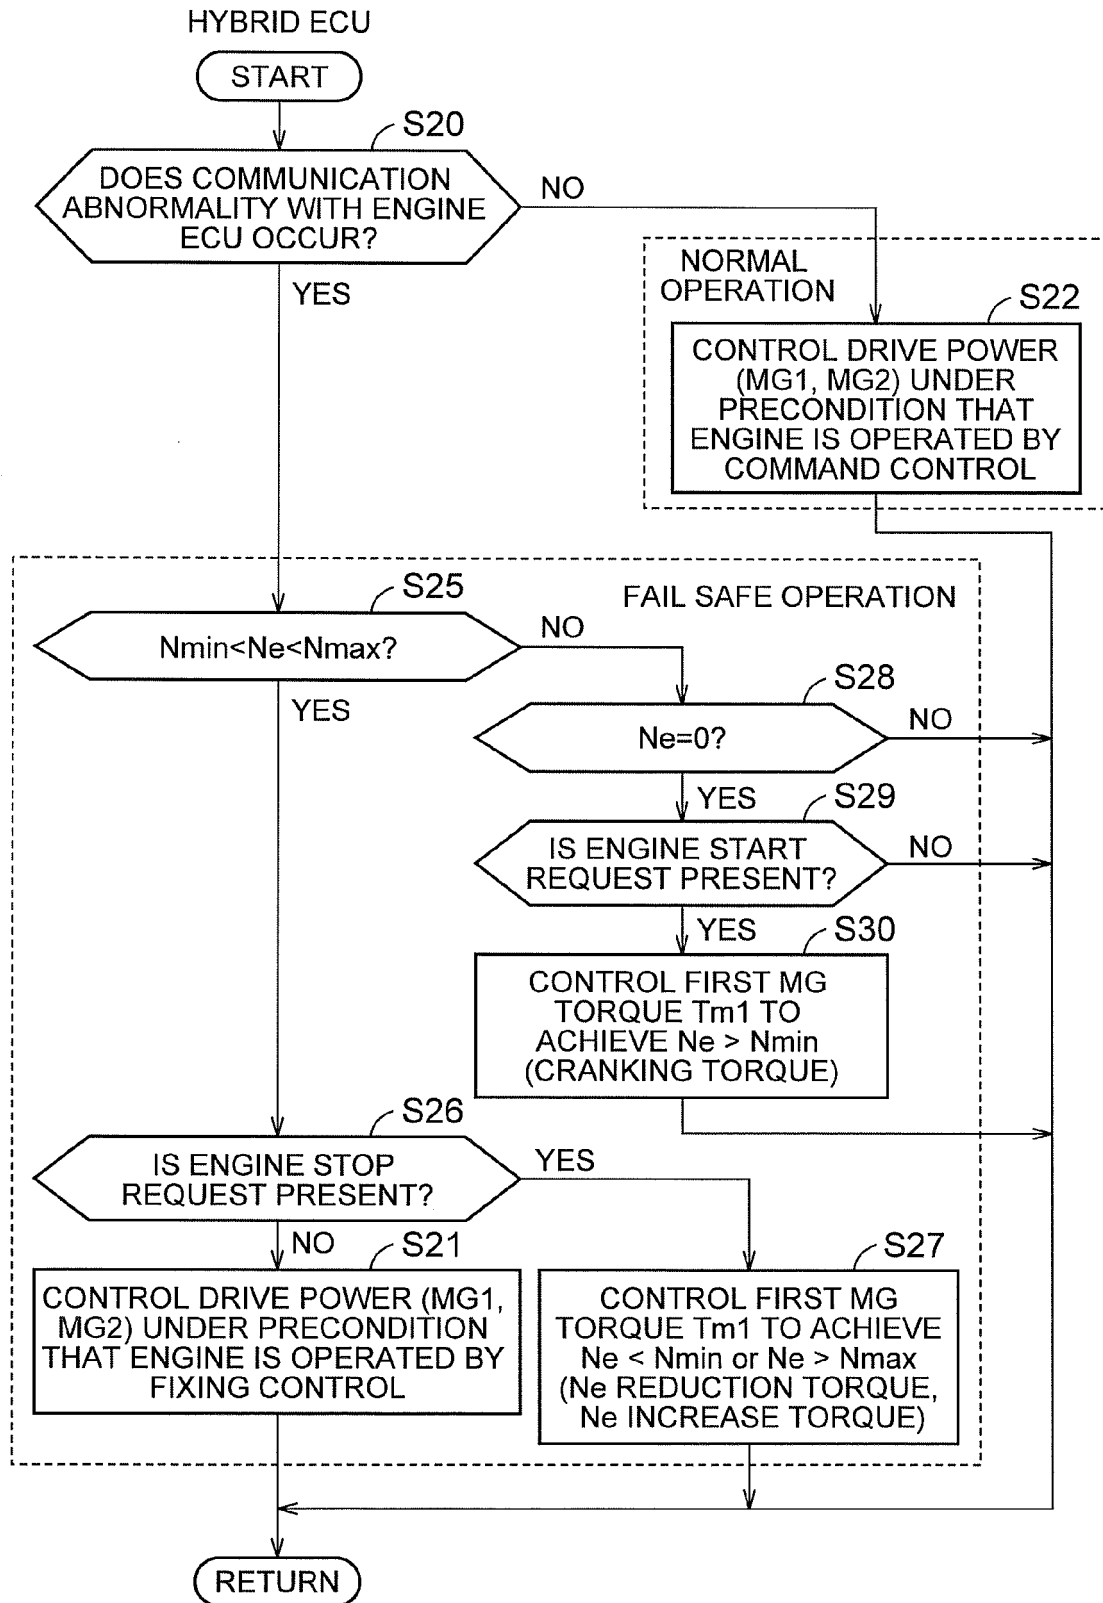 HYBRID ECU
START
S20
DOES COMMUNICATION
ABNORMALITY WITH ENGINE
ECU OCCUR?
NO
YES
NORMAL
OPERATION
S22
CONTROL DRIVE POWER
(MG1, MG2) UNDER
PRECONDITION THAT
ENGINE IS OPERATED BY
COMMAND CONTROL
FAIL SAFE OPERATION
S25
Nmin<Ne<Nmax?
NO
YES
S28
Ne=0?
NO
YES
S29
IS ENGINE START
REQUEST PRESENT?
NO
YES
S30
CONTROL FIRST MG
TORQUE Tm1 TO
ACHIEVE Ne > Nmin
(CRANKING TORQUE)
S26
IS ENGINE STOP
REQUEST PRESENT?
YES
NO
S21
CONTROL DRIVE POWER (MG1,
MG2) UNDER PRECONDITION
THAT ENGINE IS OPERATED BY
FIXING CONTROL
S27
CONTROL FIRST MG
TORQUE Tm1 TO ACHIEVE
Ne < Nmin or Ne > Nmax
(Ne REDUCTION TORQUE,
Ne INCREASE TORQUE)
RETURN